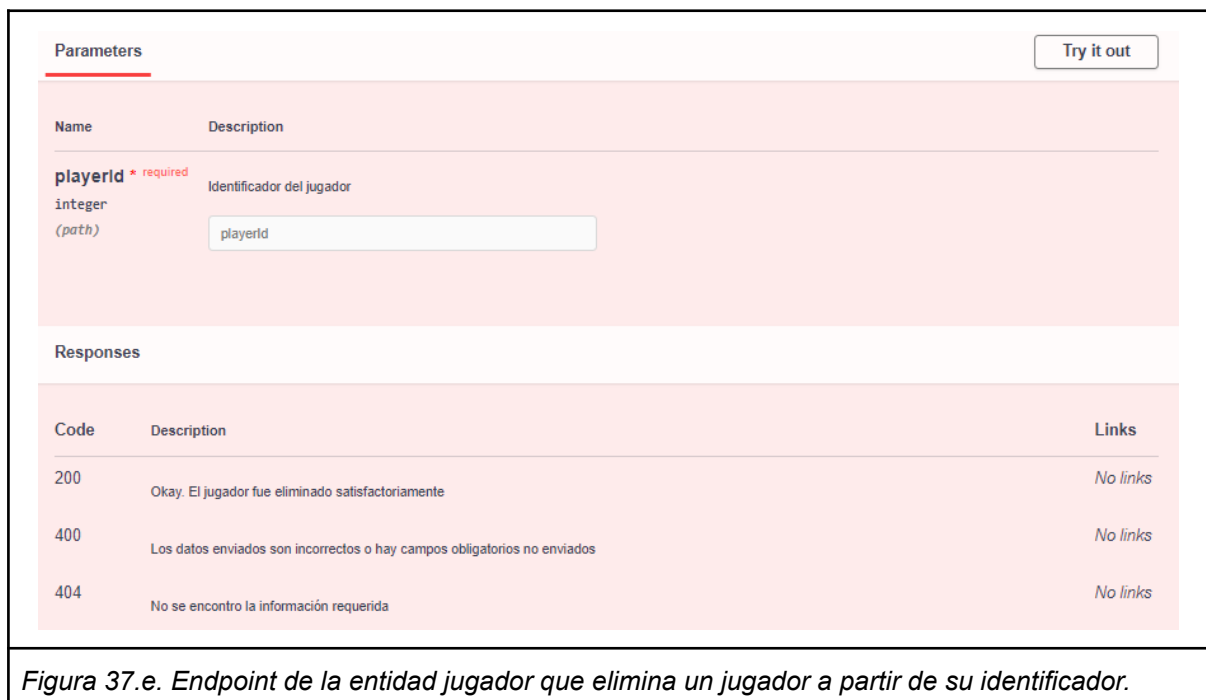 Parameters
Try it out
Name Description
playerId * required
Identificador del jugador
integer
(path)
playerId
Responses
Code Description Links
200 No links
Okay. El jugador fue eliminado satisfactoriamente
400 No links
Los datos enviados son incorrectos o hay campos obligatorios no enviados
404 No links
No se encontro la información requerida
Figura 37.e. Endpoint de la entidad jugador que elimina un jugador a partir de su identificador.